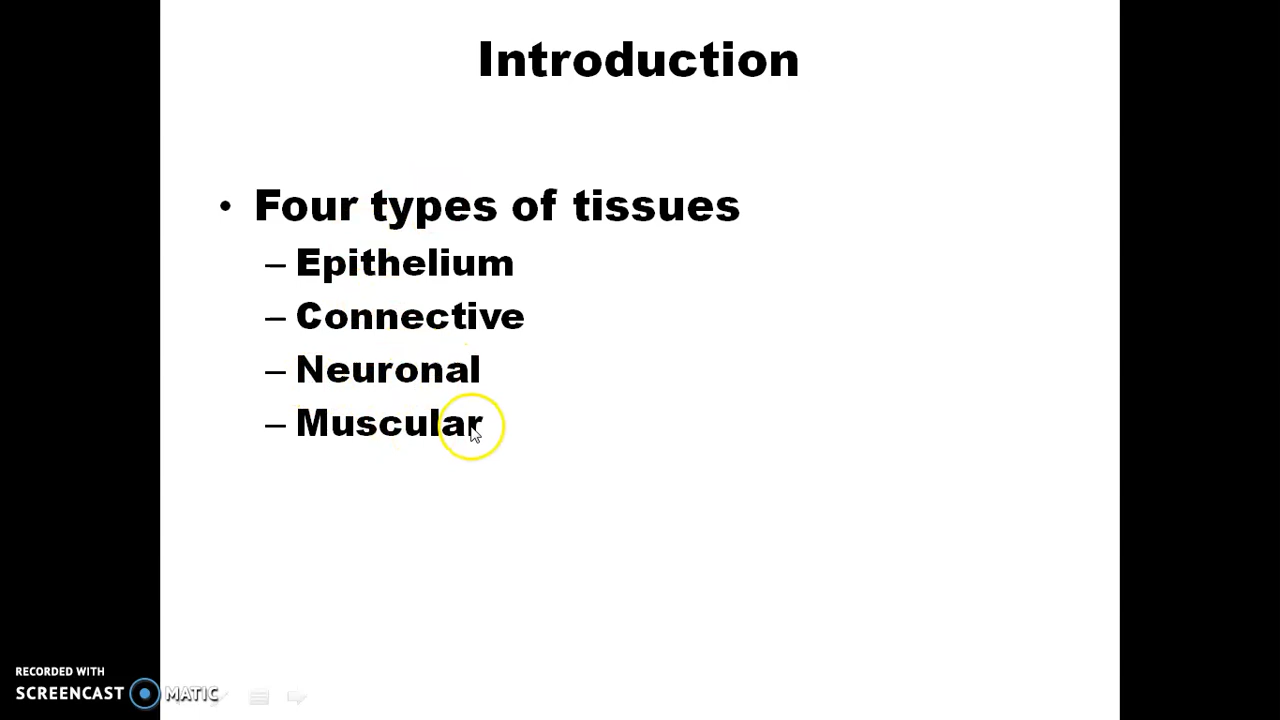 Introduction
• Four types of tissues
– Epithelium
– Connective
– Neuronal
– Muscular
RECORDED WITH
SCREENCAST MATIC